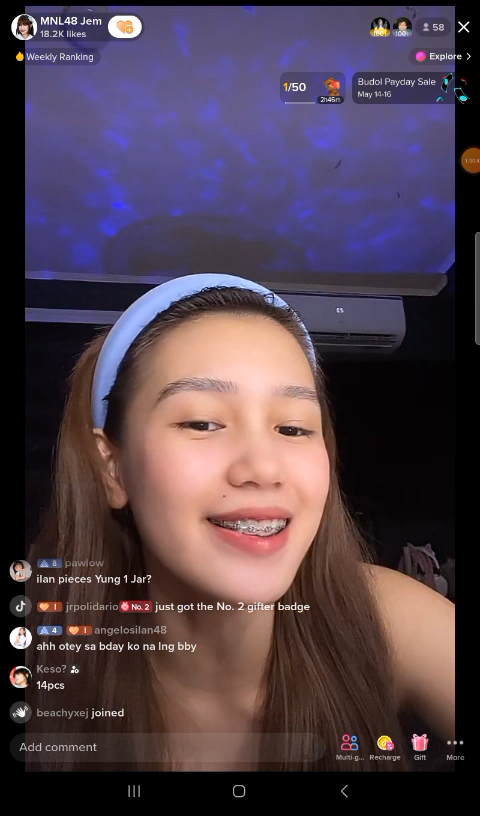 MNL48 Jem
18.2K likes
58
Weekly Ranking
Explore
1/50
2h46m
Budol Payday Sale
May 14-16
8 pawlow
ilan pieces Yung 1 Jar?
1 jrpolidario No. 2 just got the No. 2 gifter badge
4 1 angelosilan48
ahh otey sa bday ko na lng bby
Keso?
14pcs
beachyxej joined
Add comment
Multi-g...
Recharge
Gift
More